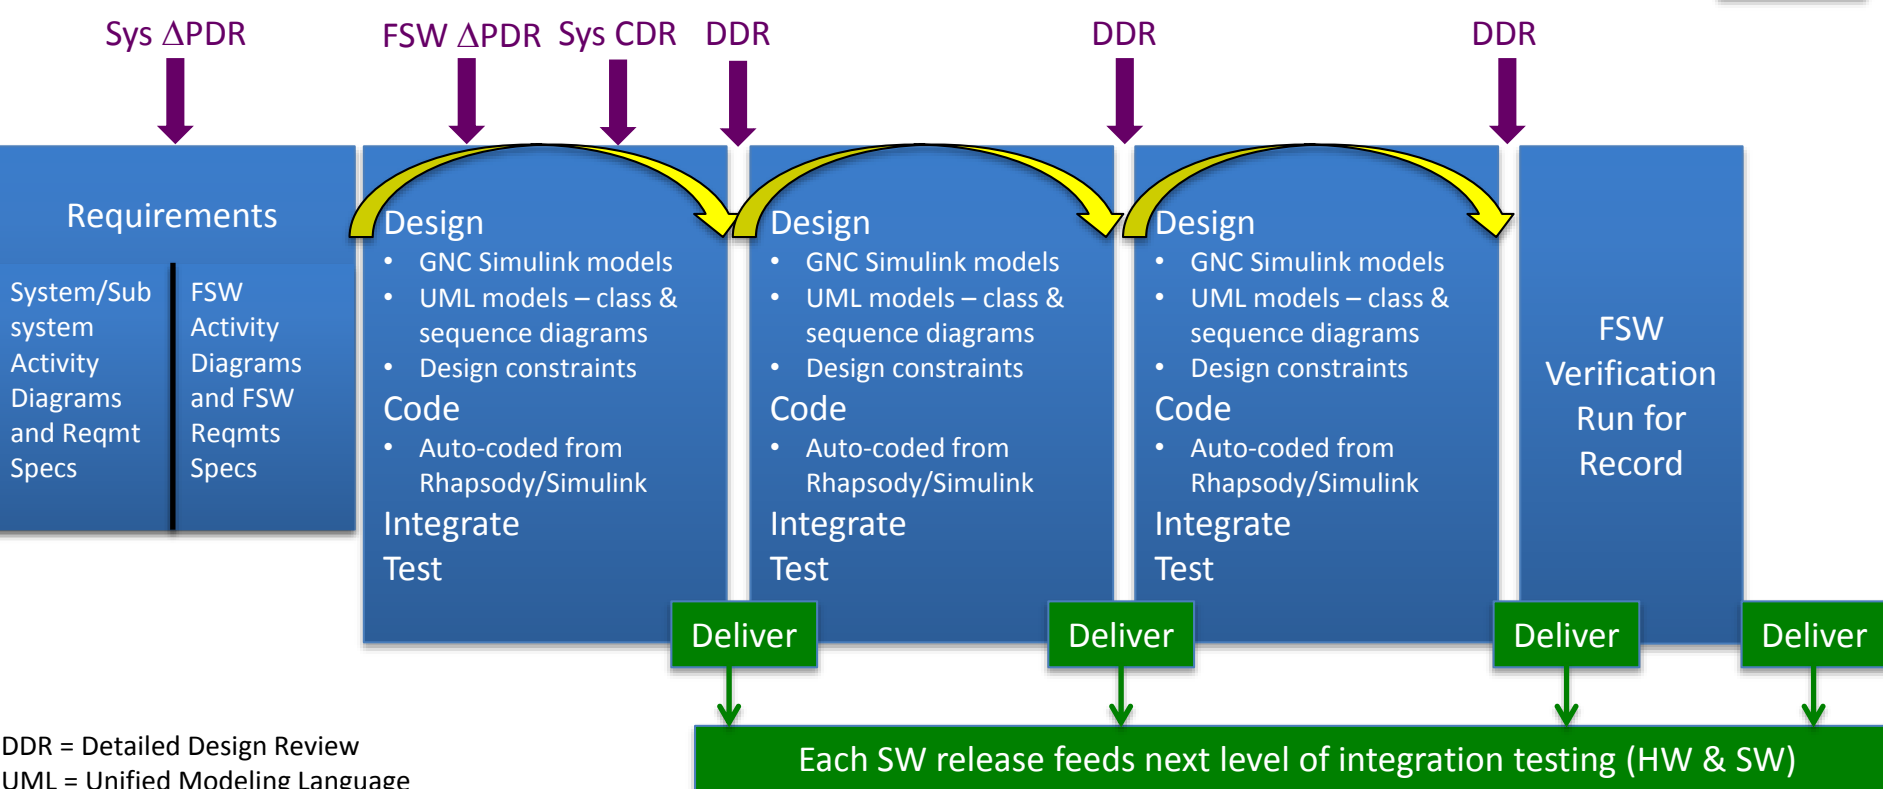 Sys ΔPDR
FSW ΔPDR
Sys CDR
DDR
DDR
DDR
Requirements
System/Sub
system
Activity
Diagrams
and Reqmt
Specs
FSW
Activity
Diagrams
and FSW
Reqmts
Specs
Design
• GNC Simulink models
• UML models – class &
sequence diagrams
• Design constraints
Code
• Auto-coded from
Rhapsody/Simulink
Integrate
Test
Design
• GNC Simulink models
• UML models – class &
sequence diagrams
• Design constraints
Code
• Auto-coded from
Rhapsody/Simulink
Integrate
Test
Design
• GNC Simulink models
• UML models – class &
sequence diagrams
• Design constraints
Code
• Auto-coded from
Rhapsody/Simulink
Integrate
Test
FSW
Verification
Run for
Record
Deliver
Deliver
Deliver
Deliver
Each SW release feeds next level of integration testing (HW & SW)
DDR = Detailed Design Review
UML = Unified Modeling Language